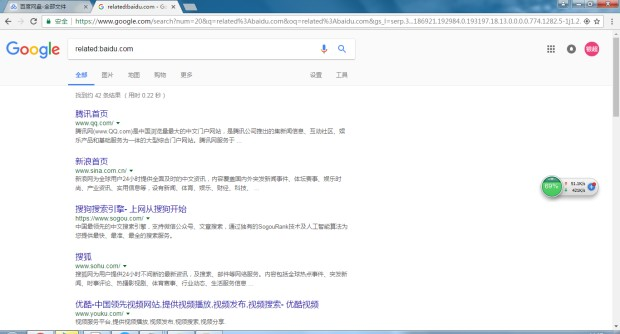 百度网盘-全部文件
related:baidu.com - G
安全
https://www.google.com/search?num=20&q=related%3Abaidu.com&oq=related%3Abaidu.com&gs_l=serp.3...186921.192984.0.193197.18.13.0.0.0.0.774.1282.5-1j1.2.
Google
related:baidu.com
全部
图片
地图
购物
更多
设置
工具
找到约 42 条结果 （用时 0.22 秒）
腾讯首页
www.qq.com/
腾讯网(www.QQ.com)是中国浏览量最大的中文门户网站，是腾讯公司推出的集新闻信息、互动社区、娱
乐产品和基础服务为一体的大型综合门户网站。腾讯网服务于 ...
新浪首页
www.sina.com.cn/
新浪网为全球用户24小时提供全面及时的中文资讯，内容覆盖国内外突发新闻事件、体坛赛事、娱乐时
尚、产业资讯、实用信息等，设有新闻、体育、娱乐、财经、科技、 ...
搜狗搜索引擎- 上网从搜狗开始
https://www.sogou.com/
中国最领先的中文搜索引擎，支持微信公众号、文章搜索，通过独有的SogouRank技术及人工智能算法为
您提供最快、最准、最全的搜索服务。
搜狐
www.sohu.com/
搜狐网为用户提供24小时不间断的最新资讯，及搜索、邮件等网络服务。内容包括全球热点事件、突发新
闻、时事评论、热播影视剧、体育赛事、行业动态、生活服务信息 ...
优酷-中国领先视频网站,提供视频播放,视频发布,视频搜索- 优酷视频
www.youku.com/
视频服务平台,提供视频播放,视频发布,视频搜索,视频分享.